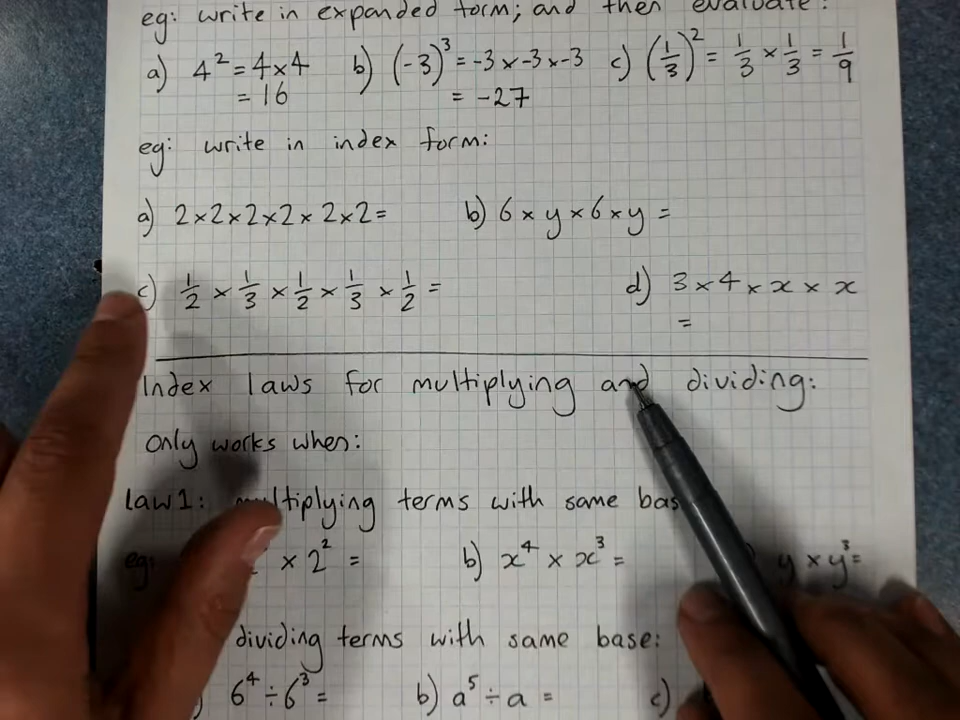 eg: write in expanded form; and then evaluate:
a) 4² = 4×4 b) (-3)³ = -3 × -3 × -3 c) (1/3)² = 1/3 × 1/3 = 1/9
= 16 = -27
eg: write in index form:
a) 2×2×2×2×2×2= b) 6 × y × 6 × y =
c) 1/2 × 1/3 × 1/2 × 1/3 × 1/2 = d) 3 × 4 × x × x
=
Index laws for multiplying and dividing:
only works when:
law1: multiplying terms with same
eg: × 2² = b) x⁴ × x³ = y × y³=
dividing terms with same base:
) 6⁴ ÷ 6³ = b) a⁵ ÷ a = c)